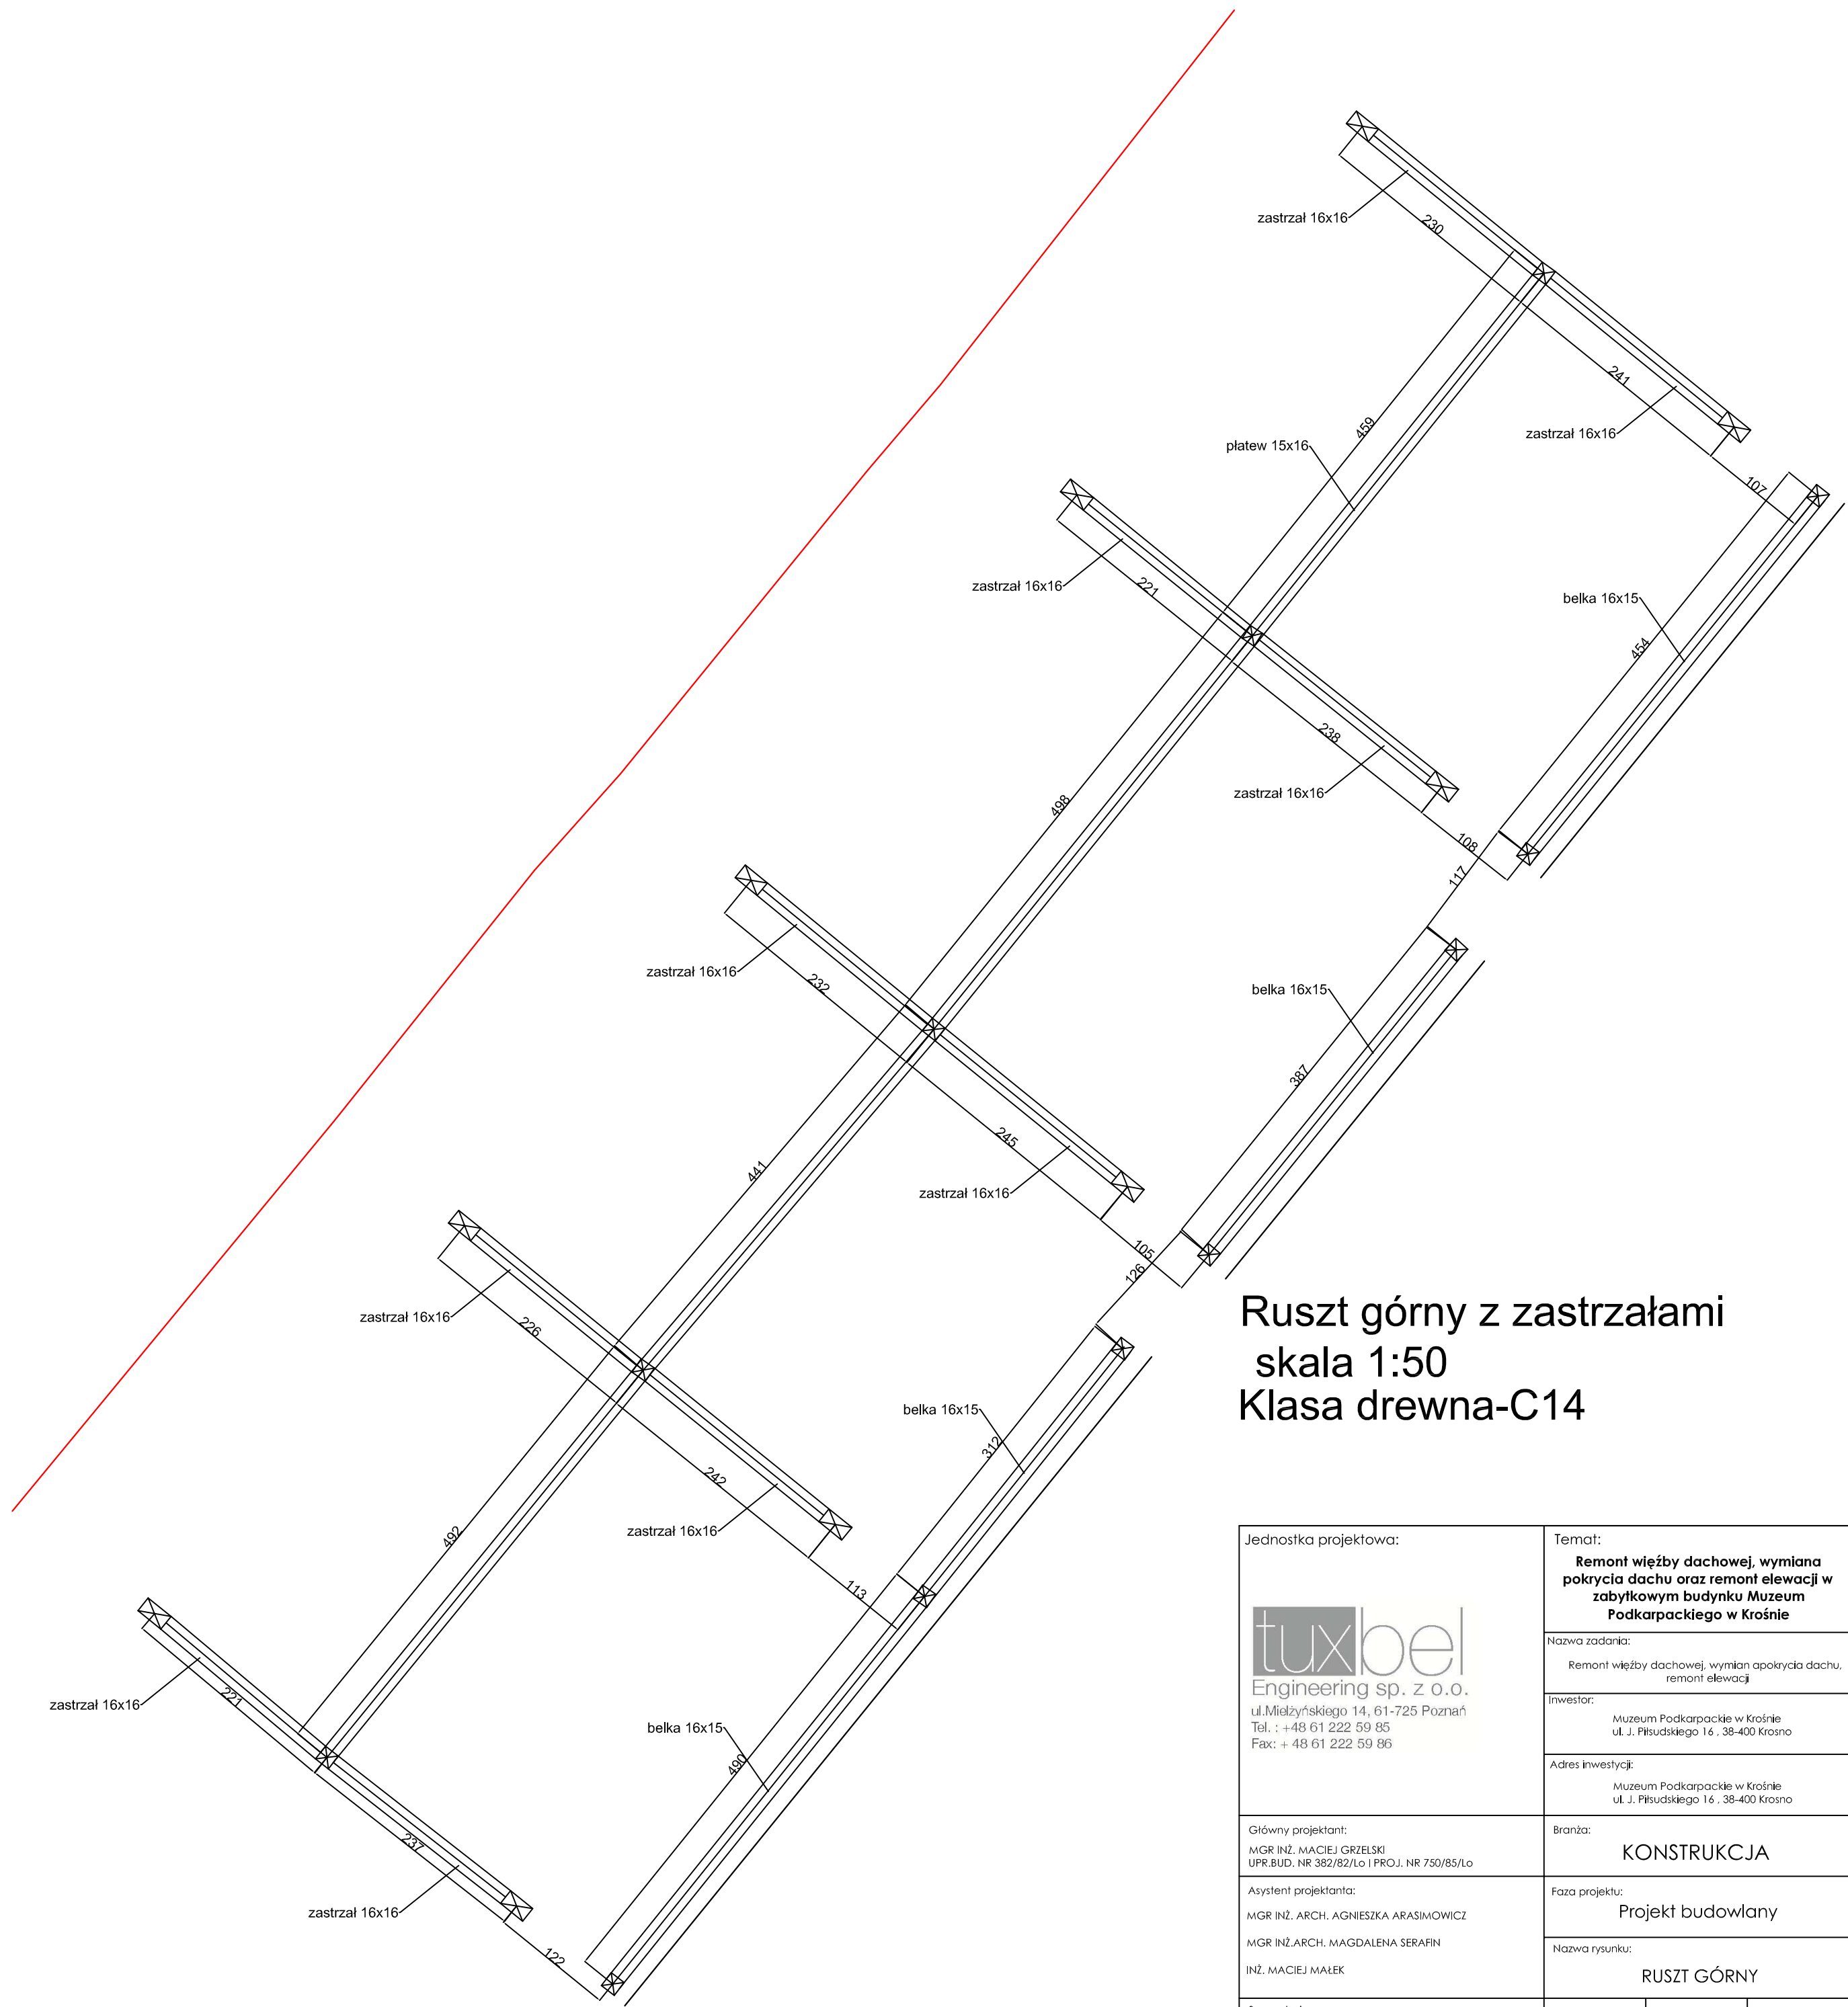 zastrzał 16x16
230
241
zastrzał 16x16
459
płatew 15x16
107
zastrzał 16x16
221
belka 16x15
454
238
zastrzał 16x16
498
108
117
zastrzał 16x16
232
belka 16x15
387
245
441
zastrzał 16x16
105
126
zastrzał 16x16
226
Ruszt górny z zastrzałami
skala 1:50
Klasa drewna-C14
belka 16x15
312
242
zastrzał 16x16
492
113
zastrzał 16x16
221
belka 16x15
490
237
zastrzał 16x16
122
Jednostka projektowa:
tuxbel
Engineering sp. z o.o.
ul.Mielżyńskiego 14, 61-725 Poznań
Tel. : +48 61 222 59 85
Fax: + 48 61 222 59 86
Temat:
Remont więźby dachowej, wymiana
pokrycia dachu oraz remont elewacji w
zabytkowym budynku Muzeum
Podkarpackiego w Krośnie
Nazwa zadania:
Remont więźby dachowej, wymian apokrycia dachu,
remont elewacji
Inwestor:
Muzeum Podkarpackie w Krośnie
ul. J. Piłsudskiego 16 , 38-400 Krosno
Adres inwestycji:
Muzeum Podkarpackie w Krośnie
ul. J. Piłsudskiego 16 , 38-400 Krosno
Główny projektant:
MGR INŻ. MACIEJ GRZELSKI
UPR.BUD. NR 382/82/Lo I PROJ. NR 750/85/Lo
Branża:
KONSTRUKCJA
Asystent projektanta:
MGR INŻ. ARCH. AGNIESZKA ARASIMOWICZ
MGR INŻ.ARCH. MAGDALENA SERAFIN
INŻ. MACIEJ MAŁEK
Faza projektu:
Projekt budowlany
Nazwa rysunku:
RUSZT GÓRNY